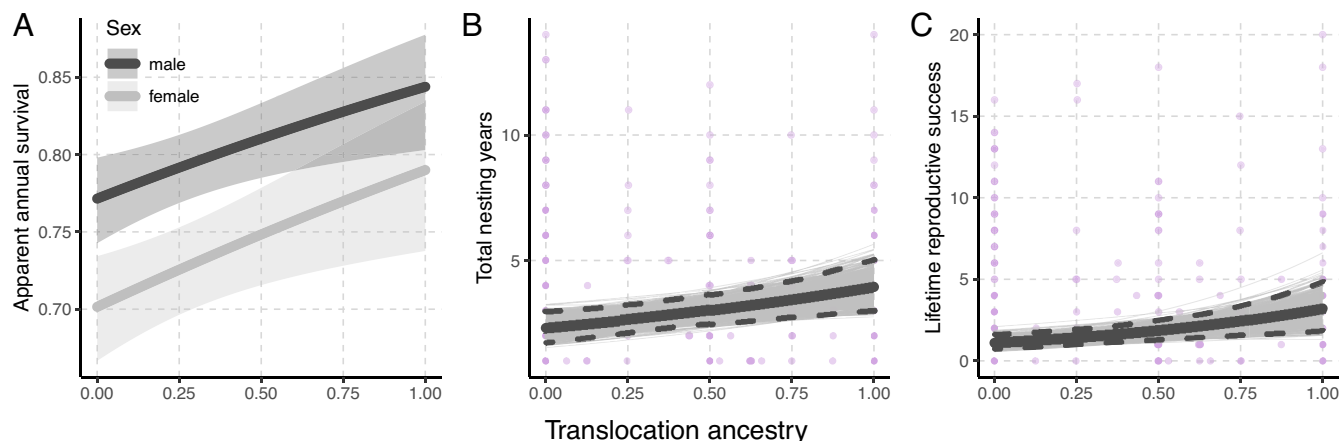 A
Sex
male
female
Apparent annual survival
0.85
0.80
0.75
0.70
0.00 0.25 0.50 0.75 1.00
B
Total nesting years
10
5
0.00 0.25 0.50 0.75 1.00
C
Lifetime reproductive success
20
15
10
5
0
0.00 0.25 0.50 0.75 1.00
Translocation ancestry